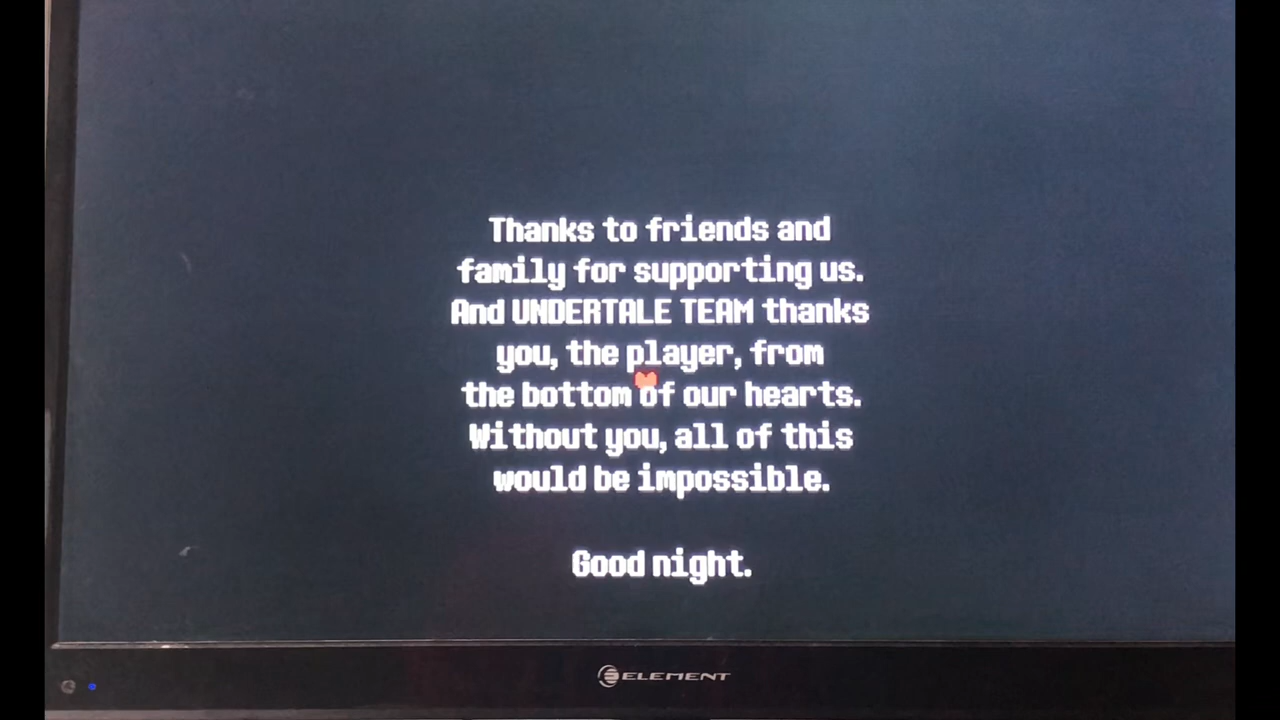 Thanks to friends and
family for supporting us.
And UNDERTALE TEAM thanks
you, the player, from
the bottom of our hearts.
Without you, all of this
would be impossible.
Good night.
ELEMENT